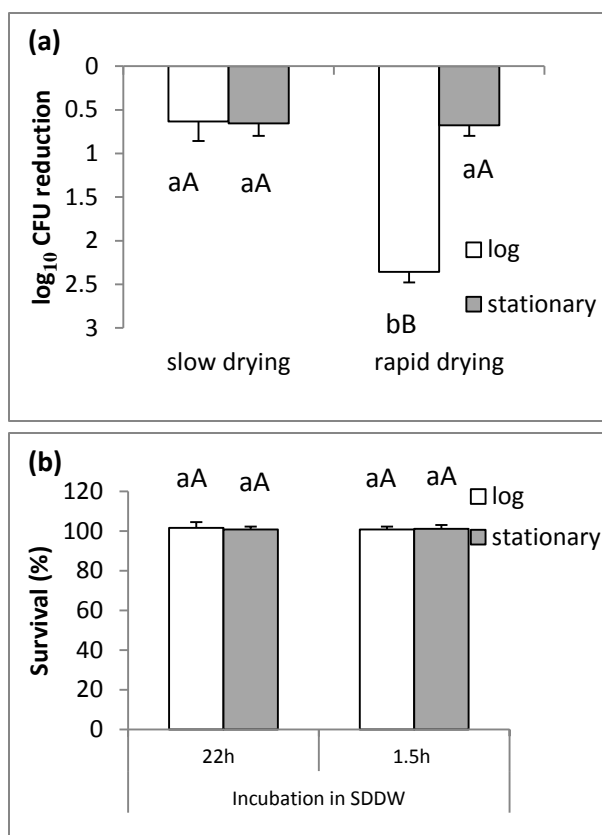 (a)
0
0.5
1
1.5
2
2.5
3
log10 CFU reduction
aA aA aA
bB
log
stationary
slow drying rapid drying
(b)
aA aA aA aA
log
stationary
120
100
80
60
40
20
0
Survival (%)
22h 1.5h
Incubation in SDDW